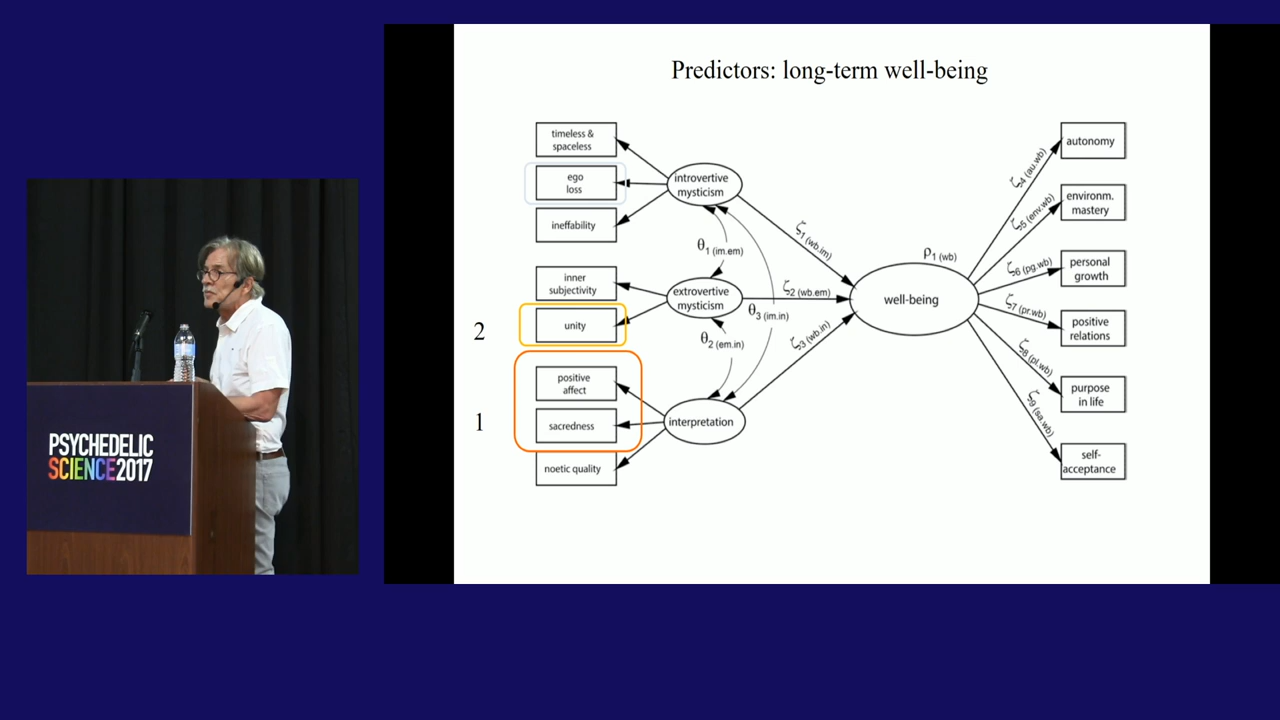 Predictors: long-term well-being
timeless &
spaceless
ego
loss
ineffability
introvertive
mysticism
inner
subjectivity
unity
extrovertive
mysticism
2
positive
affect
sacredness
noetic quality
interpretation
1
θ1 (im.em)
θ2 (em.in)
θ3 (im.in)
ζ1 (wb.im)
ζ2 (wb.em)
ζ3 (wb.in)
ρ1 (wb)
well-being
ζ4 (au.wb)
ζ5 (env.wb)
ζ6 (pg.wb)
ζ7 (pr.wb)
ζ8 (pl.wb)
ζ9 (sa.wb)
autonomy
environm.
mastery
personal
growth
positive
relations
purpose
in life
self-
acceptance
PSYCHEDELIC
SCIENCE2017